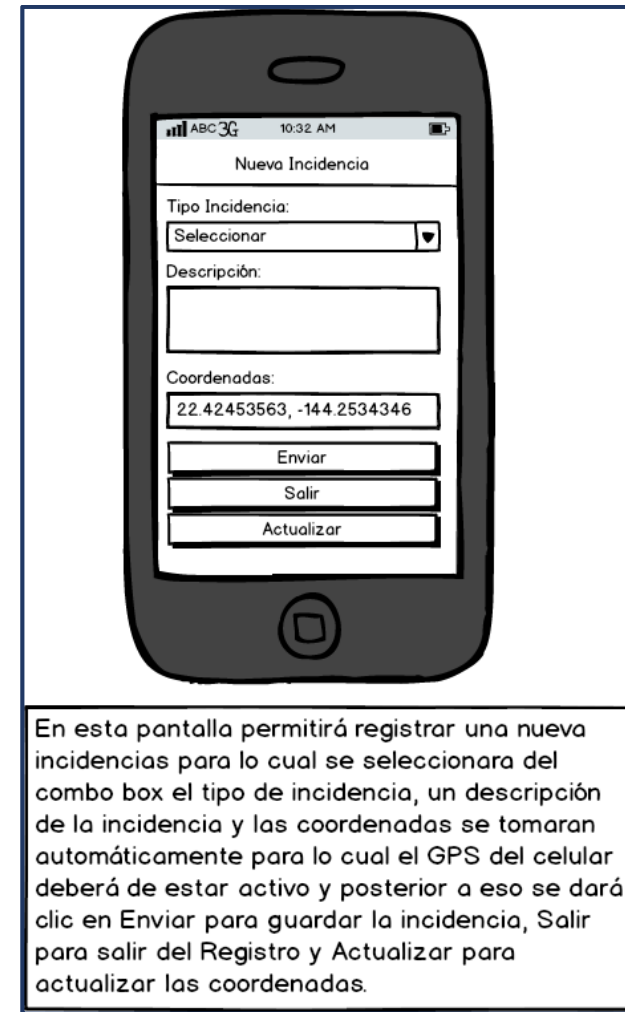 ABC 3G 10:32 AM
Nueva Incidencia
Tipo Incidencia:
Seleccionar
Descripción:
Coordenadas:
22.42453563, -144.2534346
Enviar
Salir
Actualizar
En esta pantalla permitirá registrar una nueva
incidencias para lo cual se seleccionara del
combo box el tipo de incidencia, un descripción
de la incidencia y las coordenadas se tomaran
automáticamente para lo cual el GPS del celular
deberá de estar activo y posterior a eso se dará
clic en Enviar para guardar la incidencia, Salir
para salir del Registro y Actualizar para
actualizar las coordenadas.